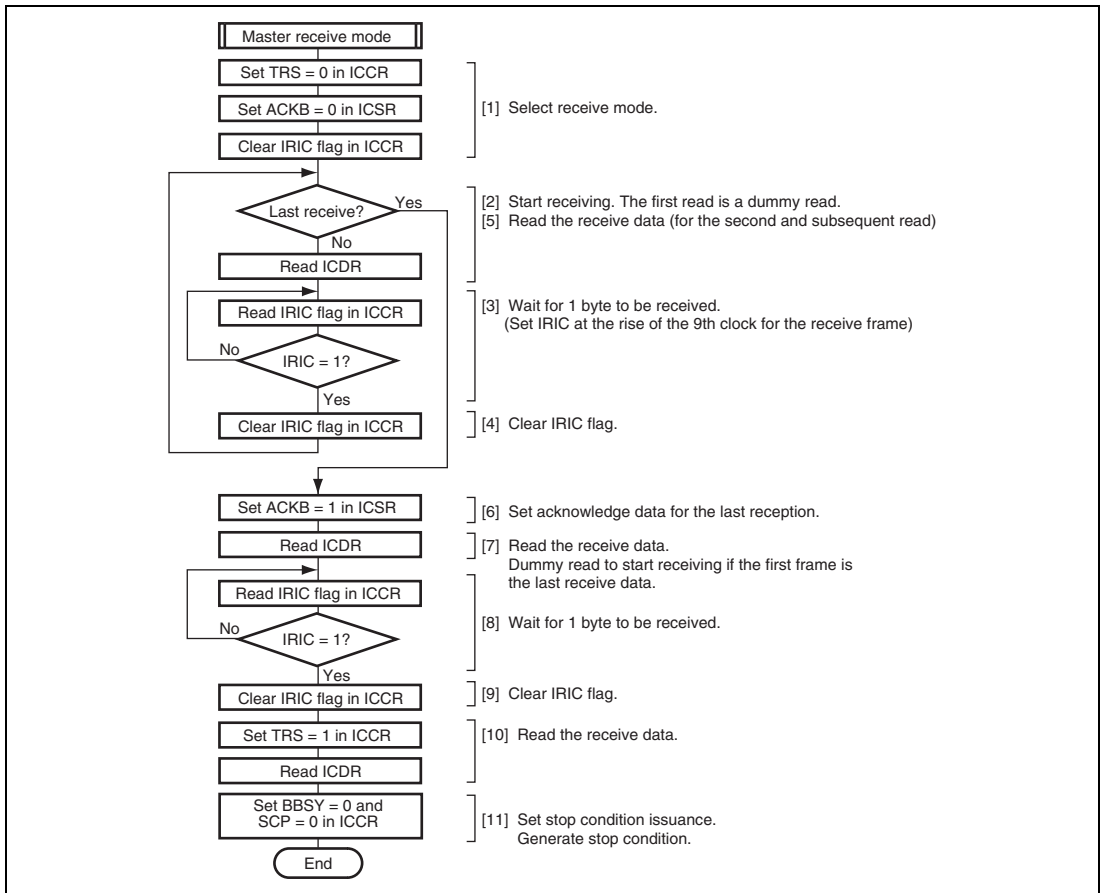 Master receive mode
Set TRS = 0 in ICCR
Set ACKB = 0 in ICSR
[1] Select receive mode.
Clear IRIC flag in ICCR
Last receive?
Yes
No
[2] Start receiving. The first read is a dummy read.
[5] Read the receive data (for the second and subsequent read)
Read ICDR
Read IRIC flag in ICCR
[3] Wait for 1 byte to be received.
(Set IRIC at the rise of the 9th clock for the receive frame)
No
IRIC = 1?
Yes
Clear IRIC flag in ICCR
[4] Clear IRIC flag.
Set ACKB = 1 in ICSR
[6] Set acknowledge data for the last reception.
Read ICDR
[7] Read the receive data.
Dummy read to start receiving if the first frame is
the last receive data.
Read IRIC flag in ICCR
No
IRIC = 1?
[8] Wait for 1 byte to be received.
Yes
Clear IRIC flag in ICCR
[9] Clear IRIC flag.
Set TRS = 1 in ICCR
[10] Read the receive data.
Read ICDR
Set BBSY = 0 and
SCP = 0 in ICCR
[11] Set stop condition issuance.
Generate stop condition.
End